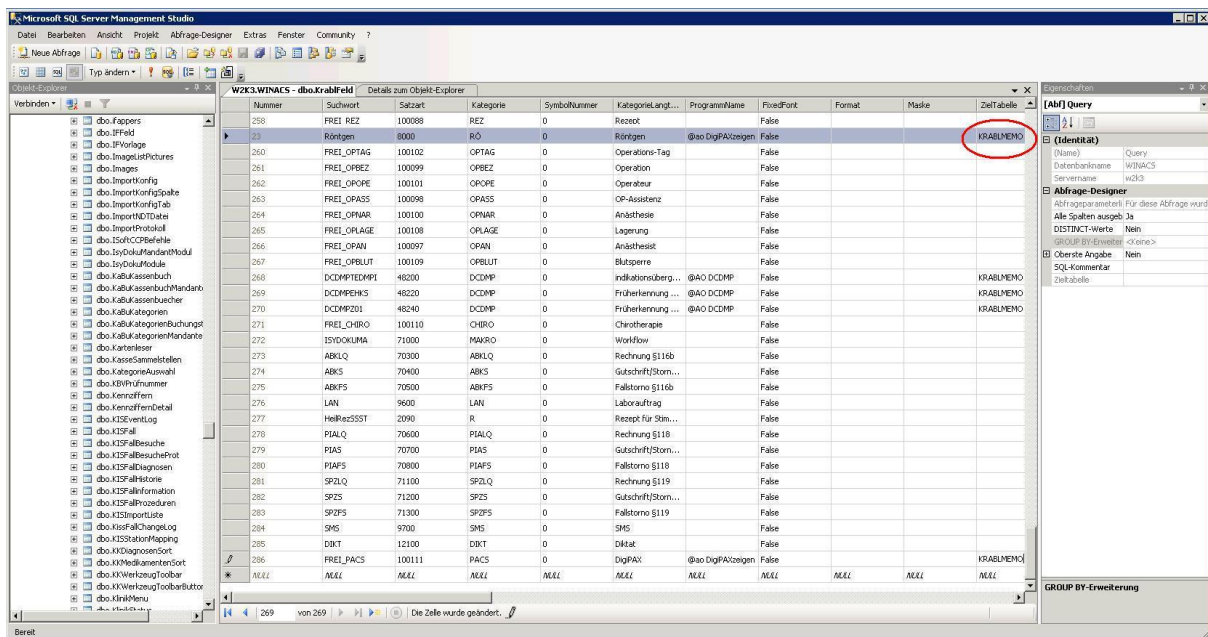 Microsoft SQL Server Management Studio
Datei Bearbeiten Ansicht Projekt Abfrage-Designer Extras Fenster Community ?
Neue Abfrage
Typ ändern
Objekt-Explorer
Verbinden
dbo.ifappers
dbo.IFFeld
dbo.IFVorlage
dbo.ImageListPictures
dbo.Images
dbo.ImportKonfig
dbo.ImportKonfigSpalte
dbo.ImportKonfigTab
dbo.ImportNDTDatei
dbo.ImportProtokoll
dbo.ISoftCCPBefehle
dbo.IsyDokuMandantModul
dbo.IsyDokuModule
dbo.KaBuKassenbuch
dbo.KaBuKassenbuchMandant
dbo.KaBuKassenbuecher
dbo.KaBuKategorien
dbo.KaBuKategorienBuchungst
dbo.KaBuKategorienMandante
dbo.Kartenleser
dbo.KasseSammelstellen
dbo.KategorieAuswahl
dbo.KBVPrüfnummer
dbo.Kennziffern
dbo.KennziffernDetail
dbo.KISEventLog
dbo.KISFall
dbo.KISFallBesuche
dbo.KISFallBesucheProt
dbo.KISFallDiagnosen
dbo.KISFallHistorie
dbo.KISFallInformation
dbo.KISFallProzeduren
dbo.KISImportListe
dbo.KissFallChangeLog
dbo.KISStationMapping
dbo.KKDiagnosenSort
dbo.KKMedikamentenSort
dbo.KKWerkzeugToolbar
dbo.KKWerkzeugToolbarButtor
dbo.KlinikMenu
W2K3.WINACS - dbo.KrablFeld Details zum Objekt-Explorer
Nummer Suchwort Satzart Kategorie SymbolNummer KategorieLangt... ProgrammName FixedFont Format Maske ZielTabelle
258 FREI_REZ 100088 REZ 0 Rezept False
23 Röntgen 8000 RÖ 0 Röntgen @ao DigiPAXzeigen False KRABLMEMO
260 FREI_OPTAG 100102 OPTAG 0 Operations-Tag False
261 FREI_OPBEZ 100099 OPBEZ 0 Operation False
262 FREI_OPOPE 100101 OPOPE 0 Operateur False
263 FREI_OPASS 100098 OPASS 0 OP-Assistenz False
264 FREI_OPNAR 100100 OPNAR 0 Anästhesie False
265 FREI_OPLAGE 100108 OPLAGE 0 Lagerung False
266 FREI_OPAN 100097 OPAN 0 Anästhesist False
267 FREI_OPBLUT 100109 OPBLUT 0 Blutsperre False
268 DCDMPTEDMPI 48200 DCDMP 0 indikationsüberg... @AO DCDMP False KRABLMEMO
269 DCDMPEHKS 48220 DCDMP 0 Früherkennung ... @AO DCDMP False KRABLMEMO
270 DCDMPZ01 48240 DCDMP 0 Früherkennung ... @AO DCDMP False KRABLMEMO
271 FREI_CHIRO 100110 CHIRO 0 Chirotherapie False
272 ISYDOKUMA 71000 MAKRO 0 Workflow False
273 ABKLQ 70300 ABKLQ 0 Rechnung §116b False
274 ABKS 70400 ABKS 0 Gutschrift/Storn... False
275 ABKFS 70500 ABKFS 0 Fallstorno §116b False
276 LAN 9600 LAN 0 Laborauftrag False
277 HeilRezSSST 2090 R 0 Rezept für Stim... False
278 PIALQ 70600 PIALQ 0 Rechnung §118 False
279 PIAS 70700 PIAS 0 Gutschrift/Storn... False
280 PIAFS 70800 PIAFS 0 Fallstorno §118 False
281 SPZLQ 71100 SPZLQ 0 Rechnung §119 False
282 SPZS 71200 SPZS 0 Gutschrift/Storn... False
283 SPZFS 71300 SPZFS 0 Fallstorno §119 False
284 SMS 9700 SMS 0 SMS False
285 DIKT 12100 DIKT 0 Diktat False
286 FREI_PACS 100111 PACS 0 DigiPAX @ao DigiPAXzeigen False KRABLMEMO
NULL NULL NULL NULL NULL NULL NULL NULL NULL NULL NULL
269 von 269 Die Zelle wurde geändert.
Eigenschaften
[Abf] Query
(Identität)
(Name) Query
Datenbankname WINACS
Servername w2k3
Abfrage-Designer
Abfrageparameterli Für diese Abfrage wurd
Alle Spalten ausgeb Ja
DISTINCT-Werte Nein
GROUP BY-Erweiter <Keine>
Oberste Angabe Nein
SQL-Kommentar
Zieltabelle
GROUP BY-Erweiterung
Bereit